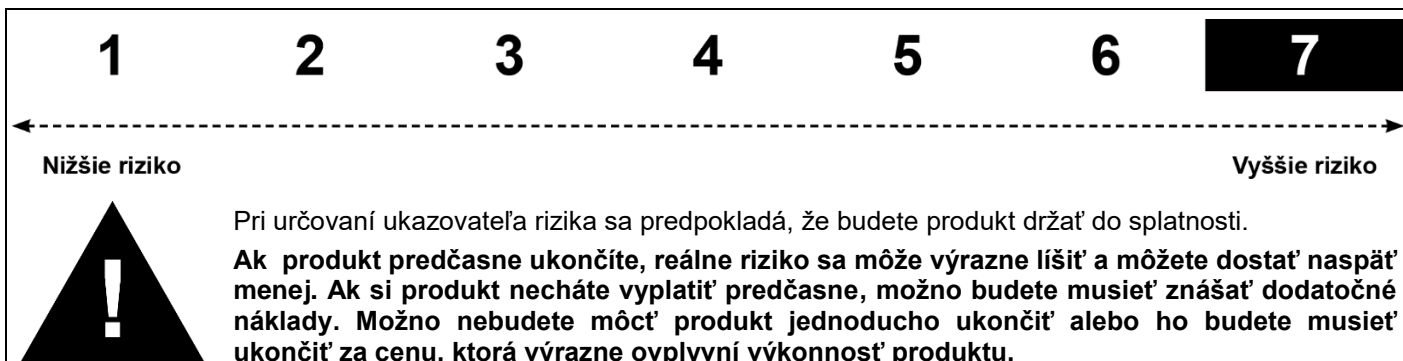 1 2 3 4 5 6 7
Nižšie riziko Vyššie riziko
Pri určovaní ukazovateľa rizika sa predpokladá, že budete produkt držať do splatnosti.
Ak produkt predčasne ukončíte, reálne riziko sa môže výrazne líšiť a môžete dostať naspäť
menej. Ak si produkt necháte vyplatiť predčasne, možno budete musieť znášať dodatočné
náklady. Možno nebudete môcť produkt jednoducho ukončiť alebo ho budete musieť
ukončiť za cenu, ktorá výrazne ovplyvní výkonnosť produktu.
!